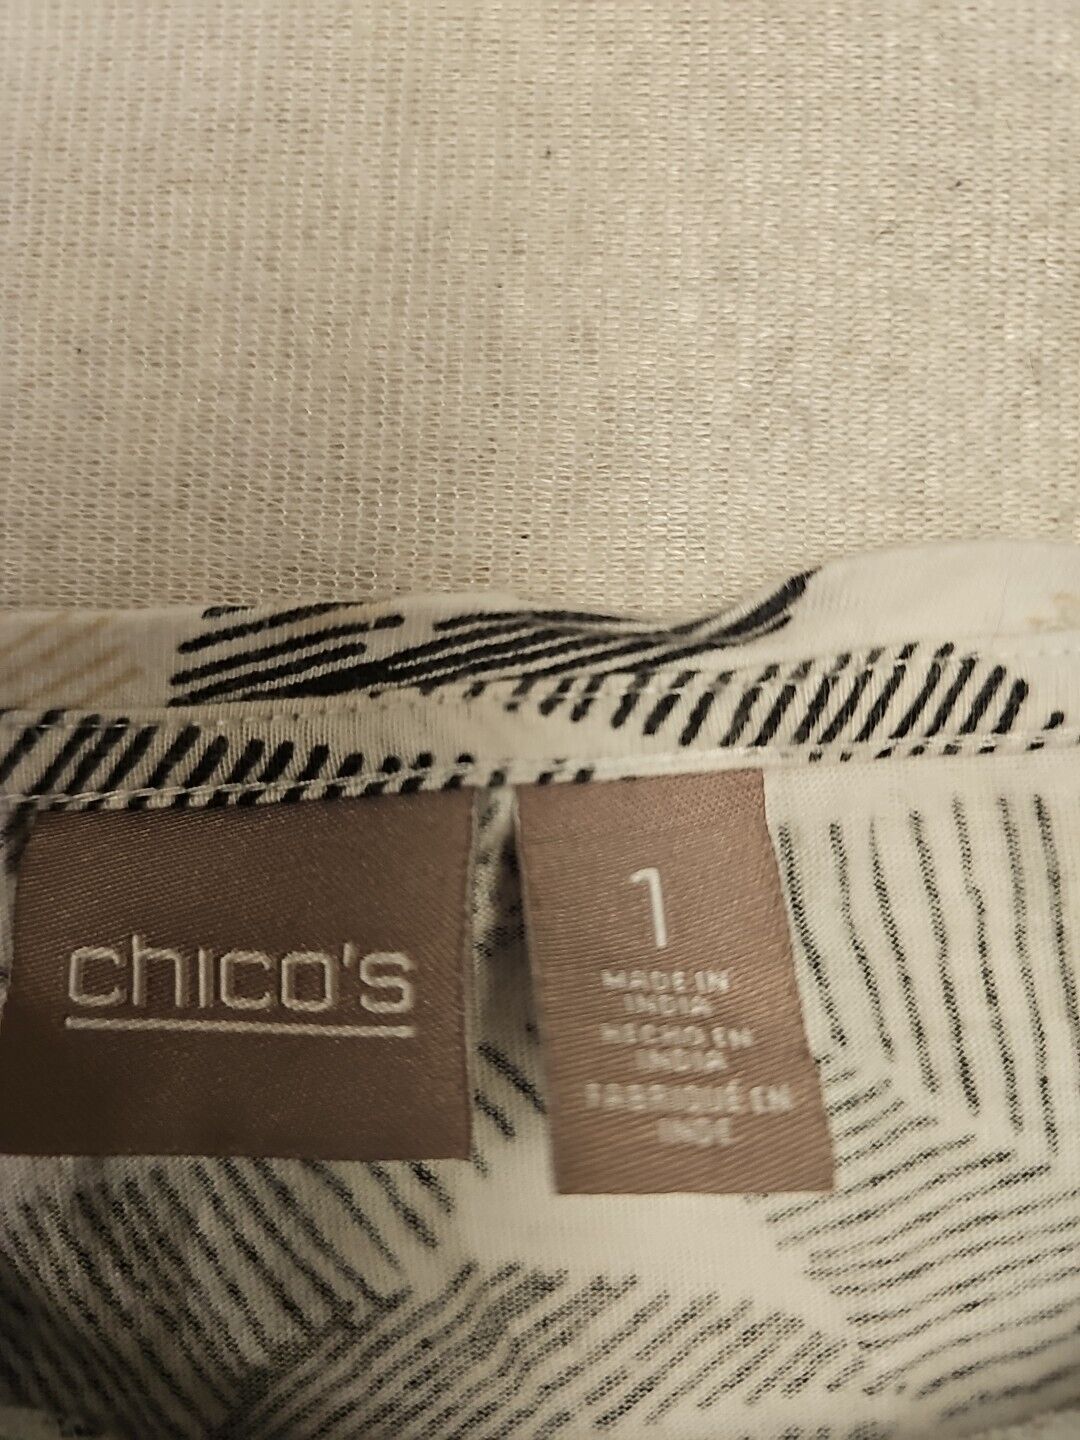 chico's
1
MADE IN
INDIA
HECHO EN
INDIA
FABRIQUÉ EN
INDE